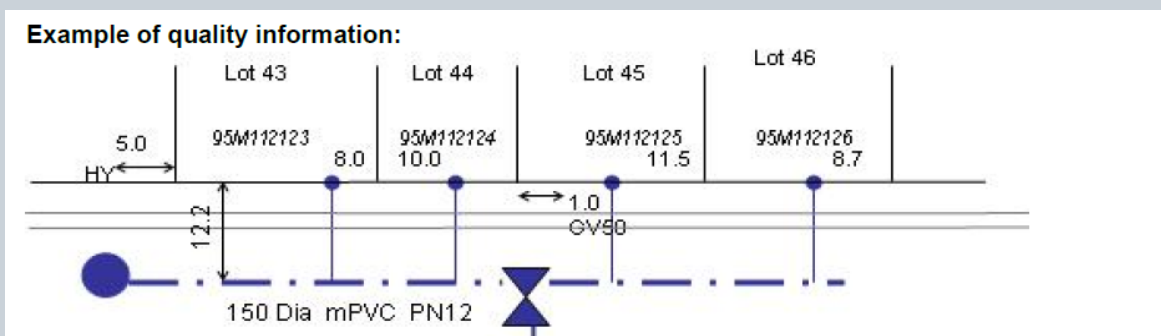 Example of quality information:
Lot 43
Lot 44
Lot 45
Lot 46
5.0
95M112123
95M112124
95M112125
95M112126
8.0
10.0
11.5
8.7
HY
1.0
12.2
GV50
150 Dia mPVC PN12